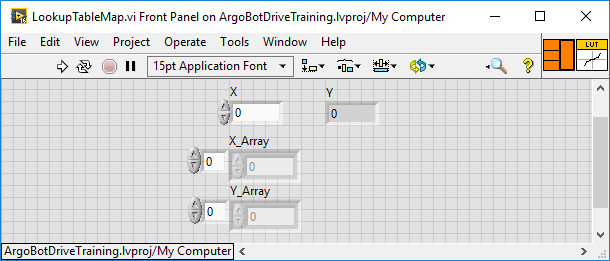 LookupTableMap.vi Front Panel on ArgoBotDriveTraining.lvproj/My Computer
File Edit View Project Operate Tools Window Help
15pt Application Font
?
LUT
X Y
0 0
X_Array
0 0
Y_Array
0 0
ArgoBotDriveTraining.lvproj/My Computer